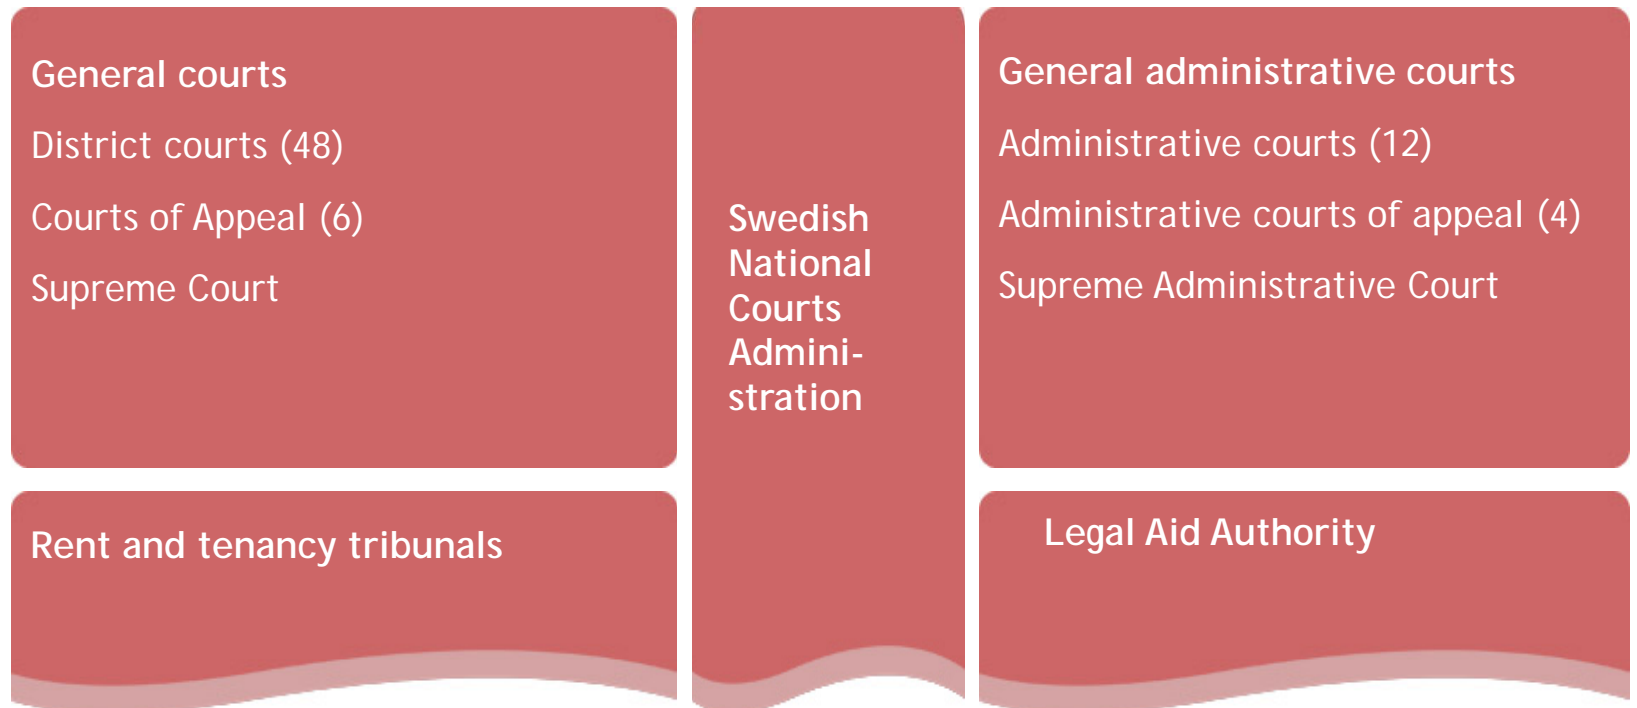 General courts
District courts (48)
Courts of Appeal (6)
Supreme Court
Swedish
National
Courts
Admini-
stration
General administrative courts
Administrative courts (12)
Administrative courts of appeal (4)
Supreme Administrative Court
Rent and tenancy tribunals
Legal Aid Authority